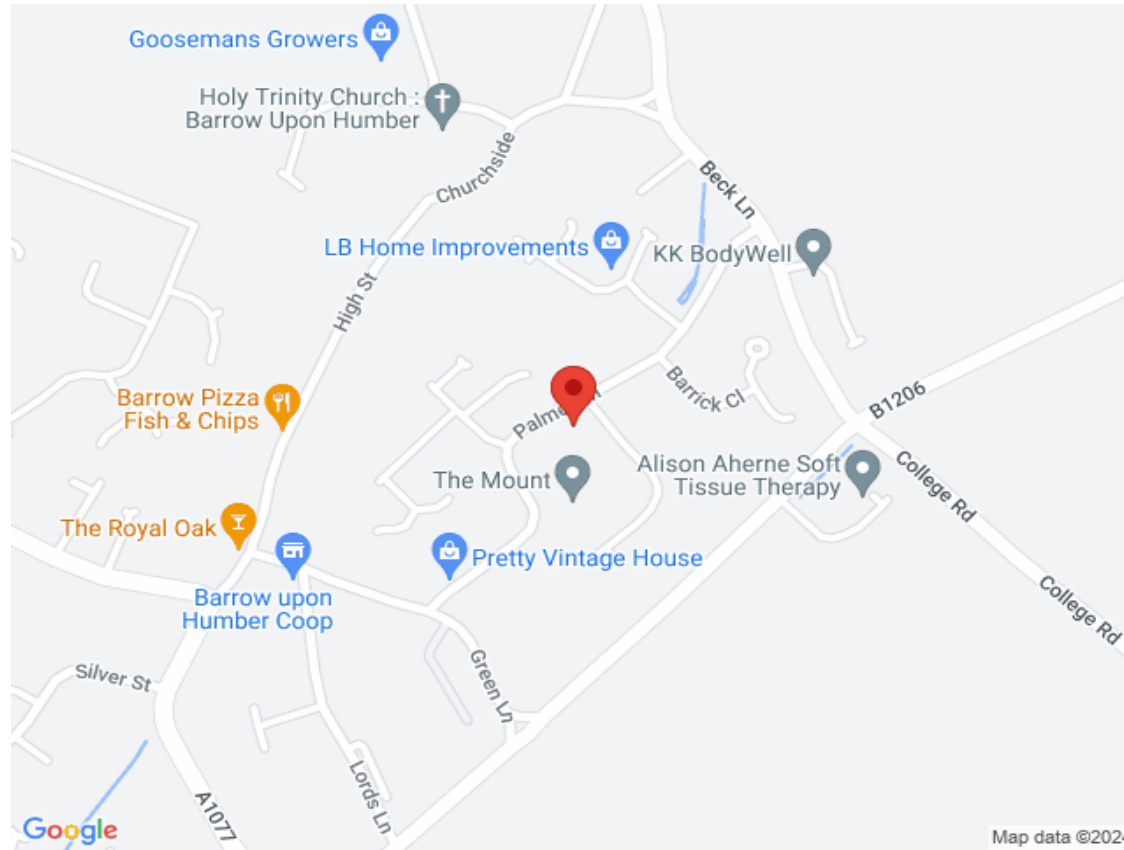 Goosemans Growers
Holy Trinity Church :
Barrow Upon Humber
Churchside
Beck Ln
LB Home Improvements
KK BodyWell
High St
Barrow Pizza
Fish & Chips
Barrick Cl
B1206
The Mount
Alison Aherne Soft
Tissue Therapy
College Rd
The Royal Oak
Pretty Vintage House
Barrow upon
Humber Coop
College Rd
Silver St
Green Ln
Lords Ln
A1077
Google
Map data ©2024